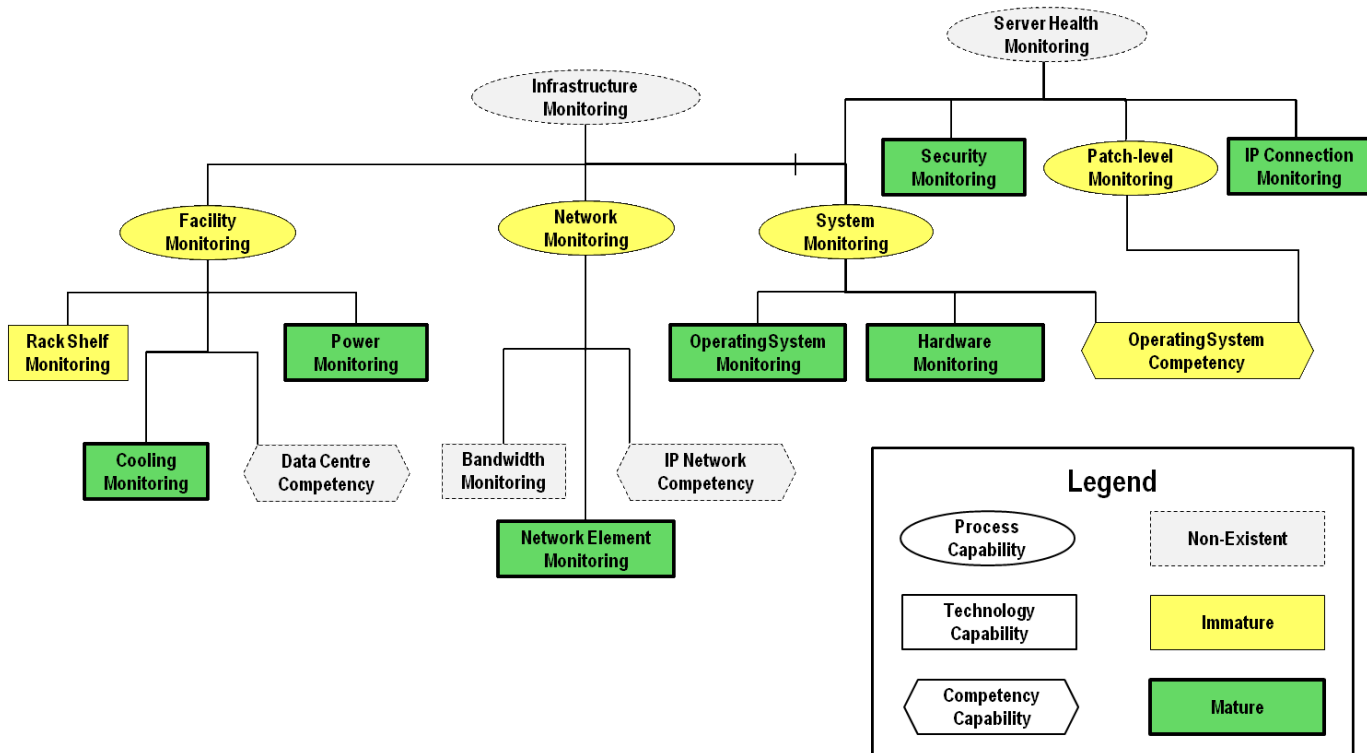 Server Health
Monitoring
Infrastructure
Monitoring
Security
Monitoring
Patch-level
Monitoring
IP Connection
Monitoring
Facility
Monitoring
Network
Monitoring
System
Monitoring
Rack Shelf
Monitoring
Power
Monitoring
Operating System
Monitoring
Hardware
Monitoring
Operating System
Competency
Cooling
Monitoring
Data Centre
Competency
Bandwidth
Monitoring
IP Network
Competency
Network Element
Monitoring
Legend
Process
Capability
Non-Existent
Technology
Capability
Immature
Competency
Capability
Mature